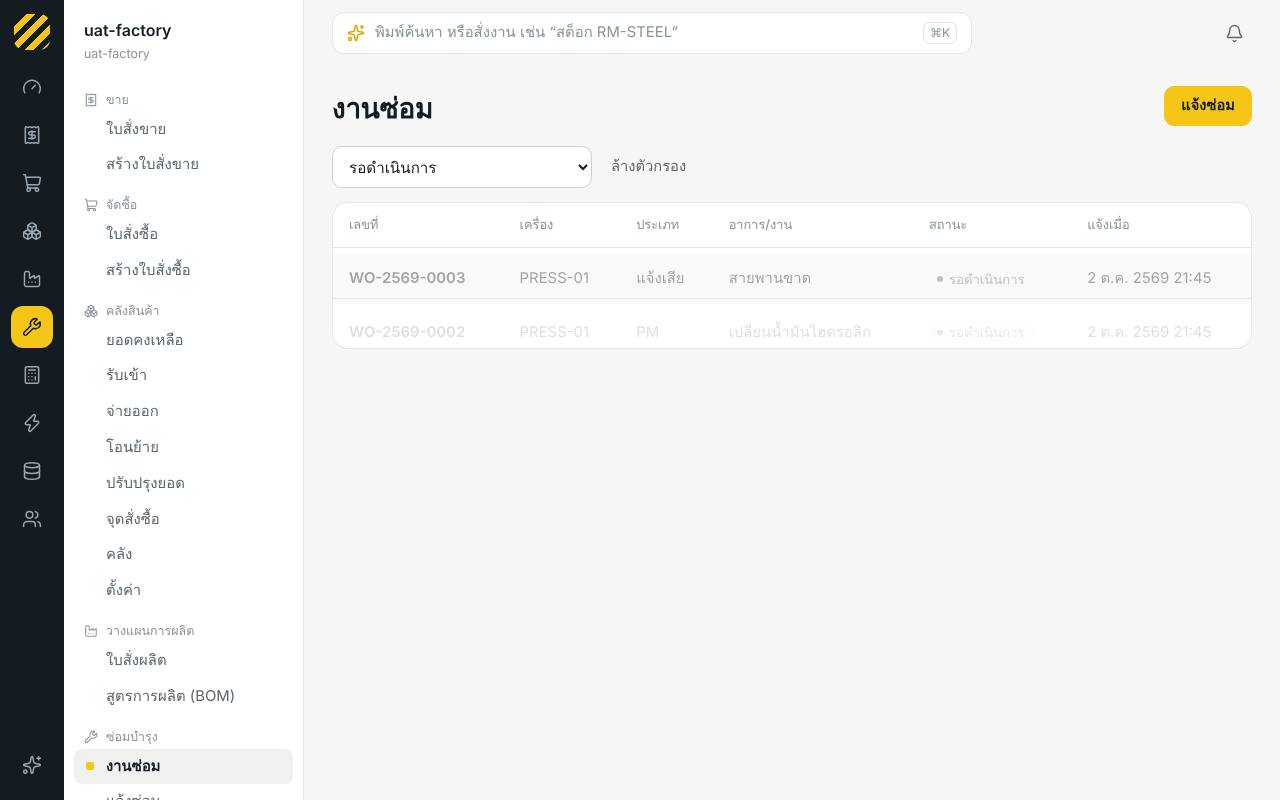 uat-factory
uat-factory
ขาย
ใบสั่งขาย
สร้างใบสั่งขาย
จัดซื้อ
ใบสั่งซื้อ
สร้างใบสั่งซื้อ
คลังสินค้า
ยอดคงเหลือ
รับเข้า
จ่ายออก
โอนย้าย
ปรับปรุงยอด
จุดสั่งซื้อ
คลัง
ตั้งค่า
วางแผนการผลิต
ใบสั่งผลิต
สูตรการผลิต (BOM)
ซ่อมบำรุง
งานซ่อม
แจ้งซ่อม
พิมพ์ค้นหา หรือสั่งงาน เช่น “สต็อก RM-STEEL” ⌘K
งานซ่อม
แจ้งซ่อม
รอดำเนินการ ล้างตัวกรอง
เลขที่ เครื่อง ประเภท อาการ/งาน สถานะ แจ้งเมื่อ
WO-2569-0003 PRESS-01 แจ้งเสีย สายพานขาด รอดำเนินการ 2 ต.ค. 2569 21:45
WO-2569-0002 PRESS-01 PM เปลี่ยนน้ำมันไฮดรอลิก รอดำเนินการ 2 ต.ค. 2569 21:45